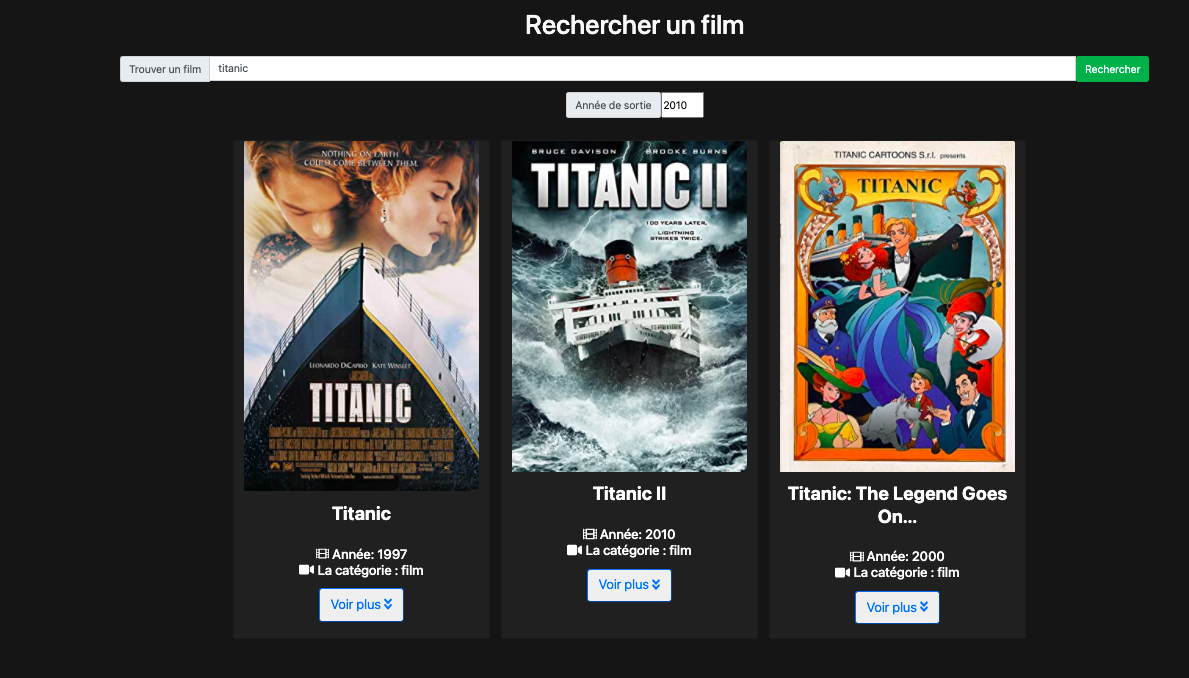 Rechercher un film
Trouver un film titanic Rechercher
Année de sortie 2010
NOTHING ON EARTH
COULD COME BETWEEN THEM.
LEONARDO DiCAPRIO KATE WINSLET
TITANIC
Titanic
Année: 1997
La catégorie : film
Voir plus
BRUCE DAVISON BROOKE BURNS
TITANIC II
100 YEARS LATER,
LIGHTNING
STRIKES TWICE.
Titanic II
Année: 2010
La catégorie : film
Voir plus
TITANIC CARTOONS S.r.l. presents
TITANIC
Titanic: The Legend Goes
On...
Année: 2000
La catégorie : film
Voir plus